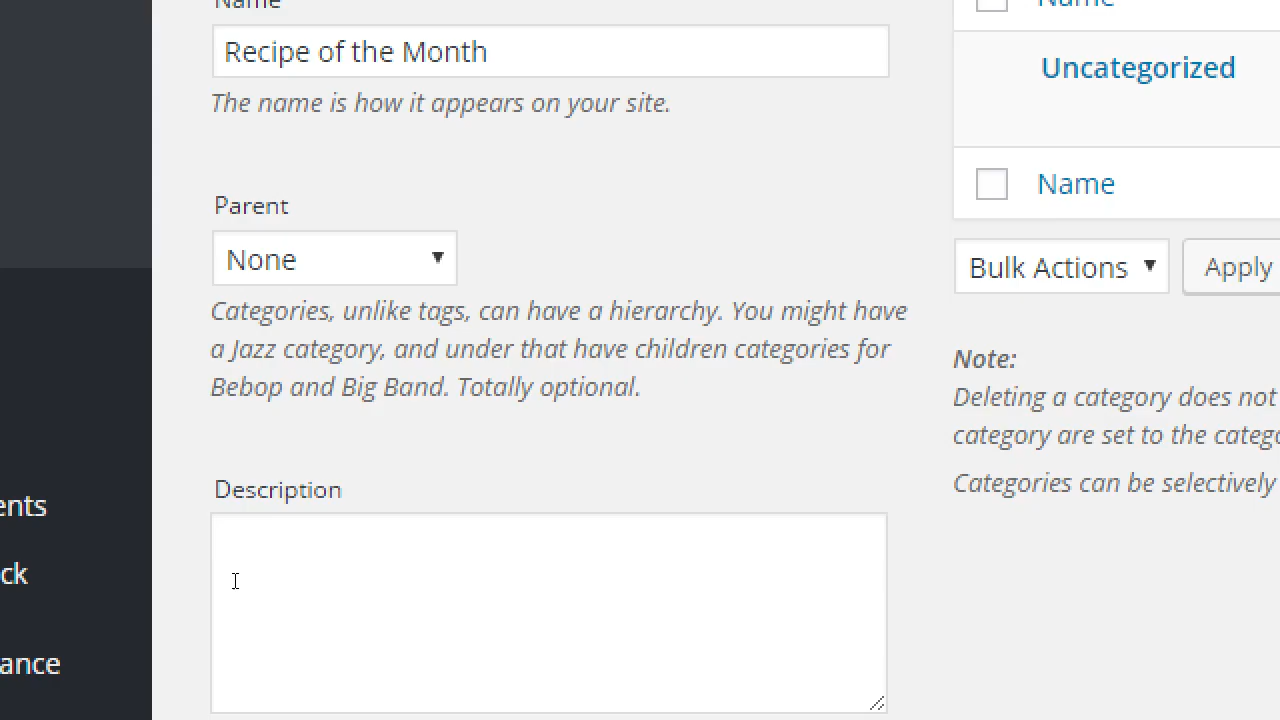 Name
Recipe of the Month
The name is how it appears on your site.
Parent
None
Categories, unlike tags, can have a hierarchy. You might have
a Jazz category, and under that have children categories for
Bebop and Big Band. Totally optional.
Description
Name
Uncategorized
Name
Bulk Actions
Apply
Note:
Deleting a category does not
category are set to the catego
Categories can be selectively
ents
ck
ance